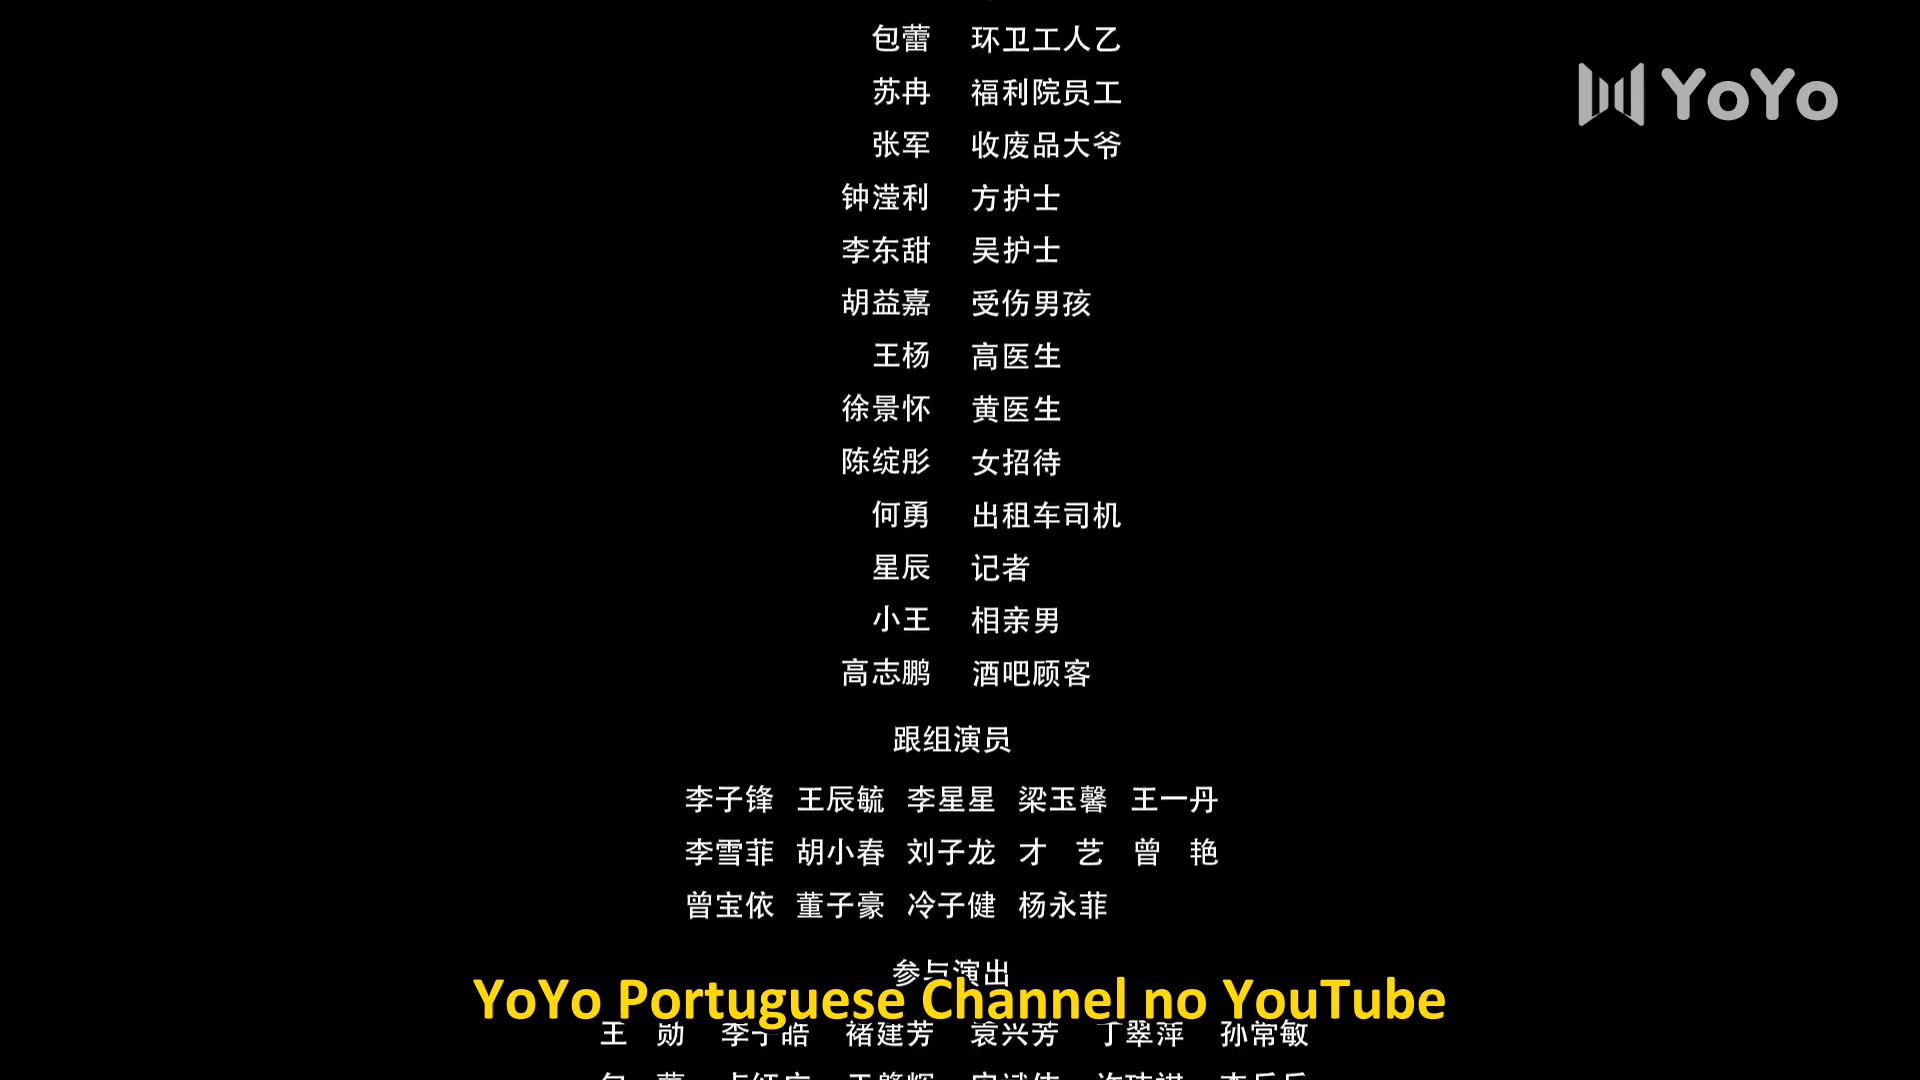 包蕾 环卫工人乙
YoYo
苏冉 福利院员工
张军 收废品大爷
钟滢利 方护士
李东甜 吴护士
胡益嘉 受伤男孩
王杨 高医生
徐景怀 黄医生
陈绽彤 女招待
何勇 出租车司机
星辰 记者
小王 相亲男
高志鹏 酒吧顾客
跟组演员
李子锋 王辰毓 李星星 梁玉馨 王一丹
李雪菲 胡小春 刘子龙 才 艺 曾 艳
曾宝依 董子豪 冷子健 杨永菲
参与演出
YoYo Portuguese Channel no YouTube
王 勋 褚建芳 袁兴芳 丁翠萍 孙常敏